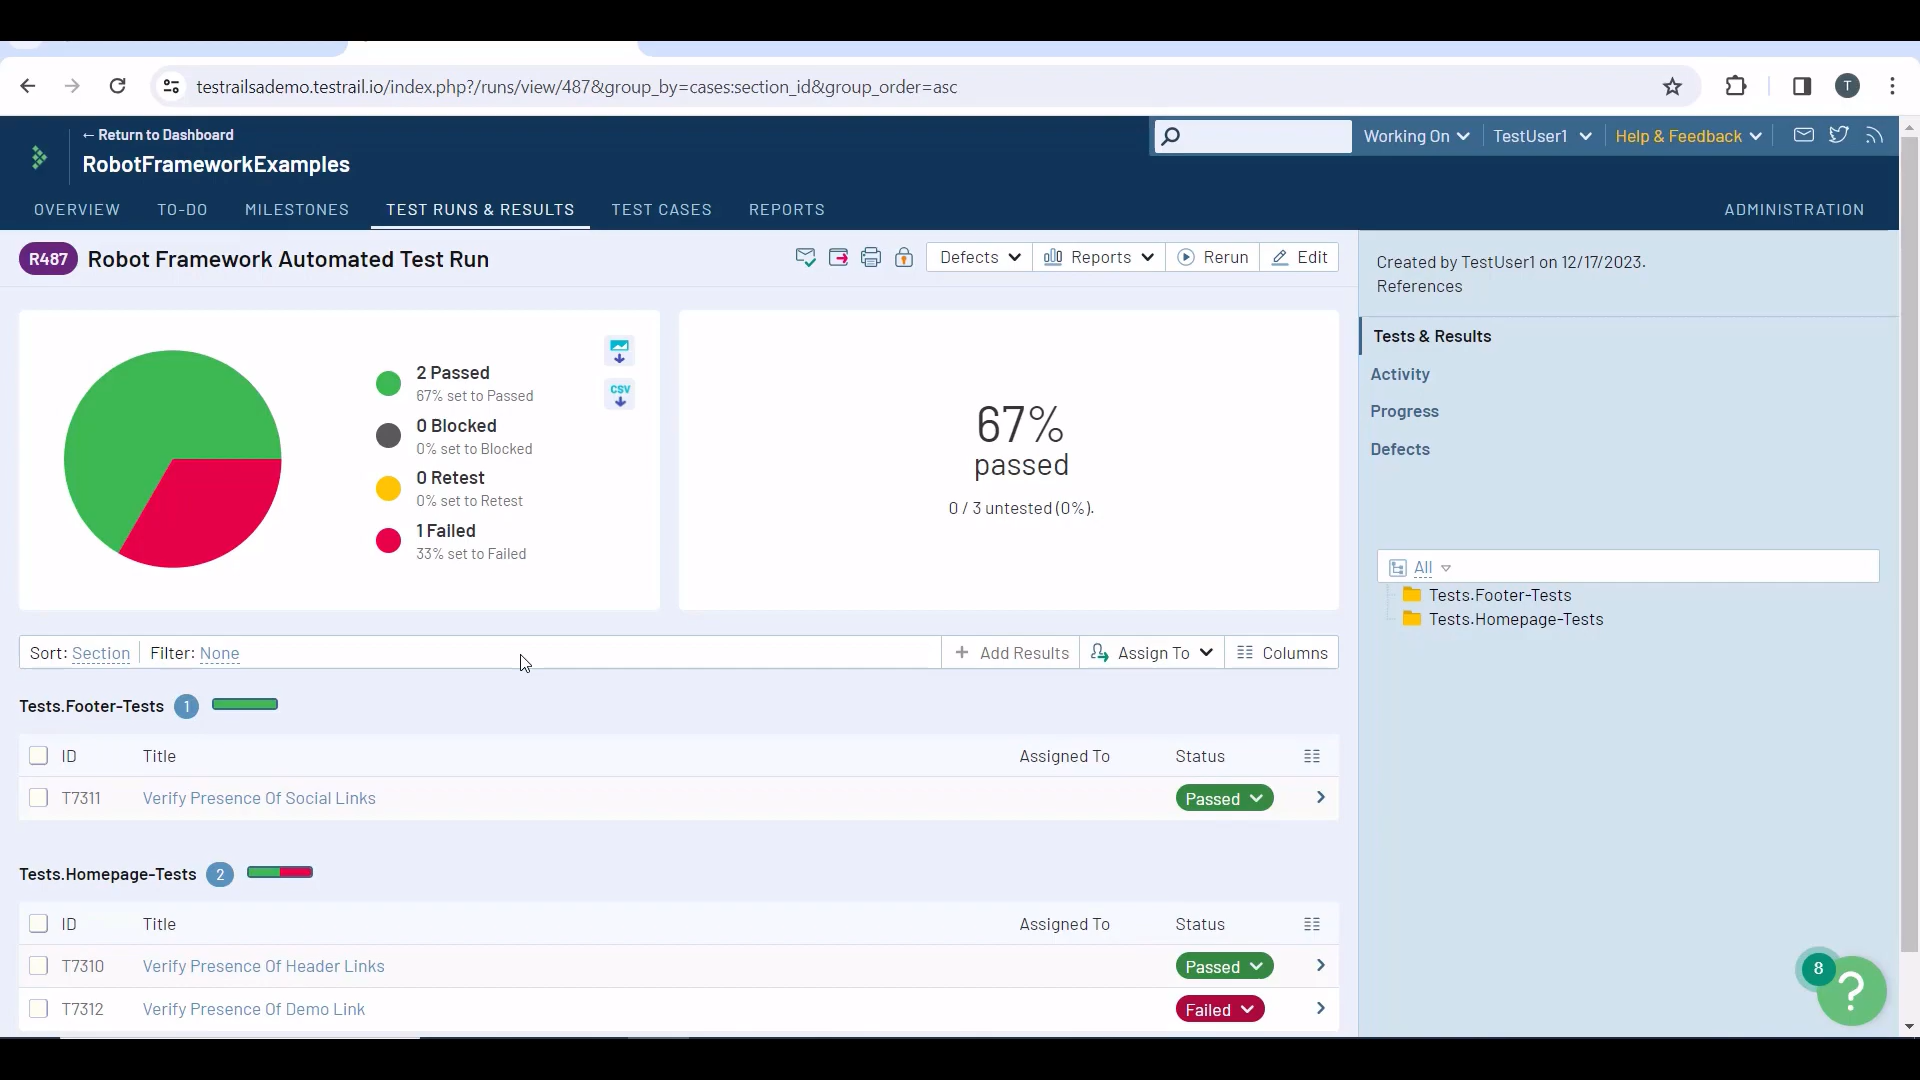 testrailsademo.testrail.io/index.php?/runs/view/487&group_by=cases:section_id&group_order=asc
T
← Return to Dashboard
RobotFrameworkExamples
Working On
TestUser1
Help & Feedback
OVERVIEW TO-DO MILESTONES TEST RUNS & RESULTS TEST CASES REPORTS ADMINISTRATION
R487 Robot Framework Automated Test Run
Defects Reports Rerun Edit
2 Passed
67% set to Passed
0 Blocked
0% set to Blocked
0 Retest
0% set to Retest
1 Failed
33% set to Failed
CSV
67%
passed
0 / 3 untested (0%).
Created by TestUser1 on 12/17/2023.
References
Tests & Results
Activity
Progress
Defects
All
Tests.Footer-Tests
Tests.Homepage-Tests
Sort: Section Filter: None + Add Results Assign To Columns
Tests.Footer-Tests 1
ID Title Assigned To Status
T7311 Verify Presence Of Social Links Passed
Tests.Homepage-Tests 2
ID Title Assigned To Status
T7310 Verify Presence Of Header Links Passed
T7312 Verify Presence Of Demo Link Failed
8
?